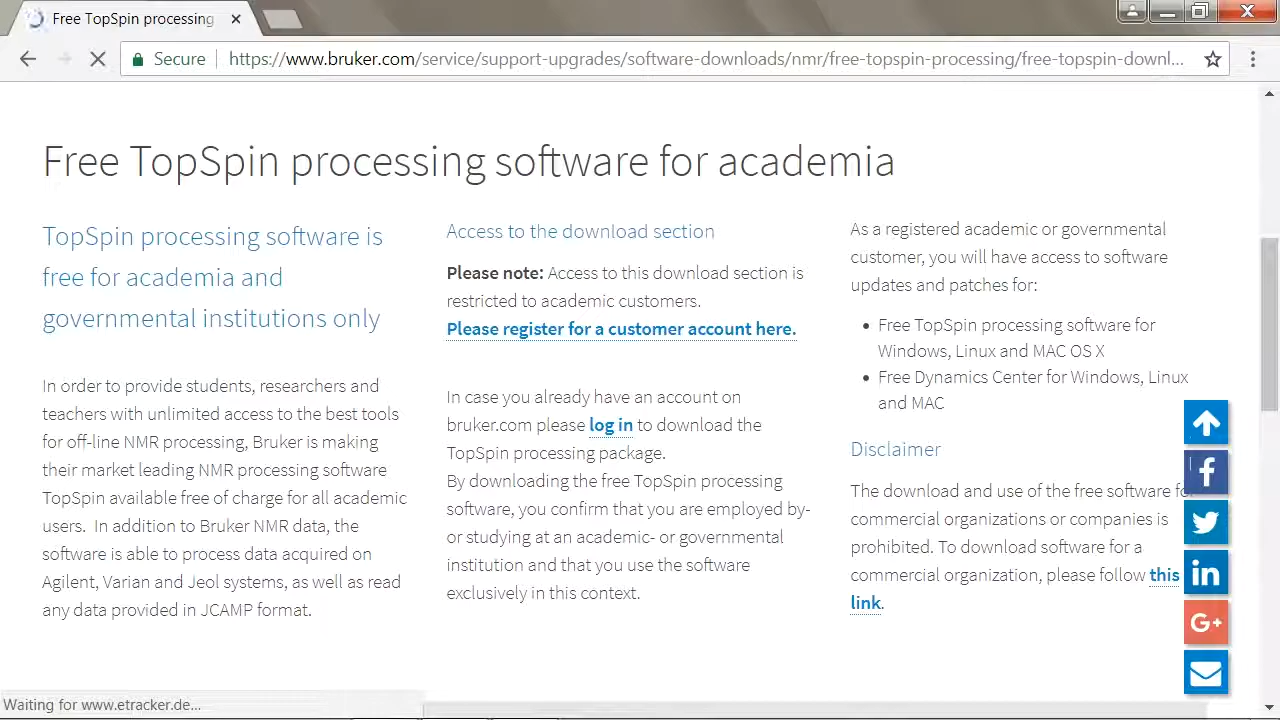 Free TopSpin processing
Secure
https://www.bruker.com/service/support-upgrades/software-downloads/nmr/free-topspin-processing/free-topspin-downl...
Free TopSpin processing software for academia
TopSpin processing software is
free for academia and
governmental institutions only
In order to provide students, researchers and
teachers with unlimited access to the best tools
for off-line NMR processing, Bruker is making
their market leading NMR processing software
TopSpin available free of charge for all academic
users. In addition to Bruker NMR data, the
software is able to process data acquired on
Agilent, Varian and Jeol systems, as well as read
any data provided in JCAMP format.
Access to the download section
Please note: Access to this download section is
restricted to academic customers.
Please register for a customer account here.
In case you already have an account on
bruker.com please log in to download the
TopSpin processing package.
By downloading the free TopSpin processing
software, you confirm that you are employed by-
or studying at an academic- or governmental
institution and that you use the software
exclusively in this context.
As a registered academic or governmental
customer, you will have access to software
updates and patches for:
• Free TopSpin processing software for
Windows, Linux and MAC OS X
• Free Dynamics Center for Windows, Linux
and MAC
Disclaimer
The download and use of the free software for
commercial organizations or companies is
prohibited. To download software for a
commercial organization, please follow this
link.
f
in
G+
Waiting for www.etracker.de...